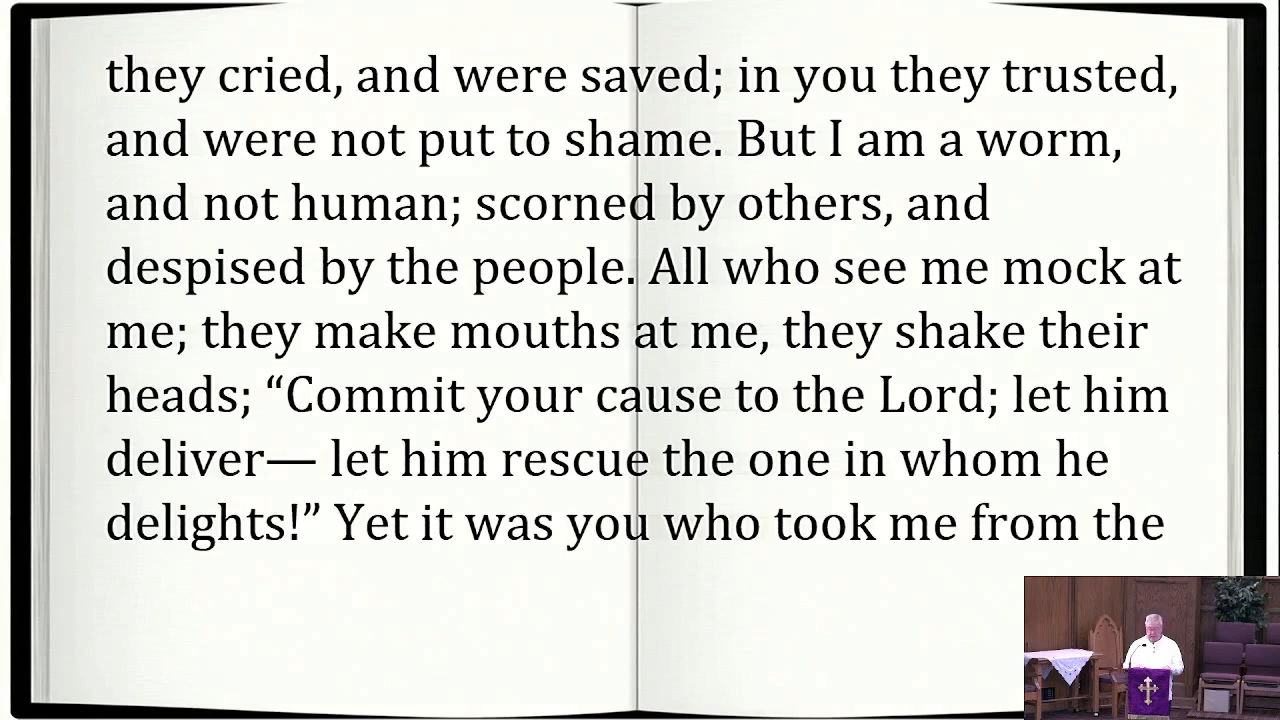 they cried, and were saved; in you they trusted,
and were not put to shame. But I am a worm,
and not human; scorned by others, and
despised by the people. All who see me mock at
me; they make mouths at me, they shake their
heads; “Commit your cause to the Lord; let him
deliver— let him rescue the one in whom he
delights!” Yet it was you who took me from the